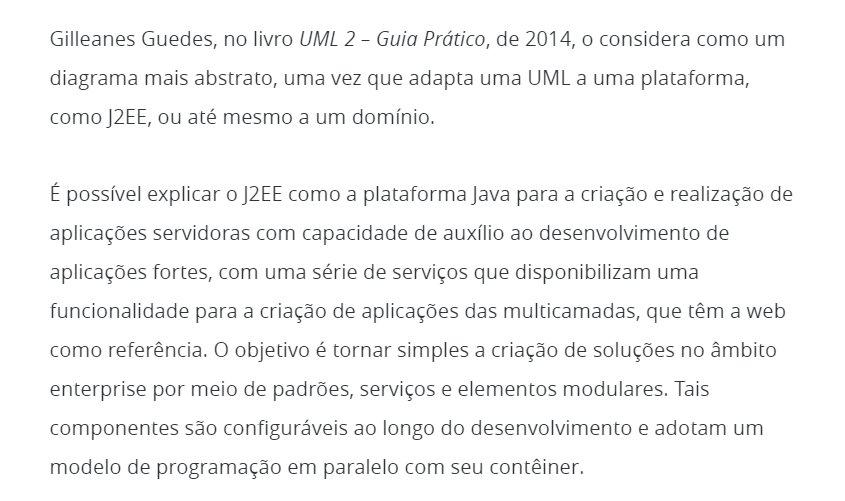 Gilleanes Guedes, no livro UML 2 – Guia Prático, de 2014, o considera como um
diagrama mais abstrato, uma vez que adapta uma UML a uma plataforma,
como J2EE, ou até mesmo a um domínio.
É possível explicar o J2EE como a plataforma Java para a criação e realização de
aplicações servidoras com capacidade de auxílio ao desenvolvimento de
aplicações fortes, com uma série de serviços que disponibilizam uma
funcionalidade para a criação de aplicações das multicamadas, que têm a web
como referência. O objetivo é tornar simples a criação de soluções no âmbito
enterprise por meio de padrões, serviços e elementos modulares. Tais
componentes são configuráveis ao longo do desenvolvimento e adotam um
modelo de programação em paralelo com seu contêiner.